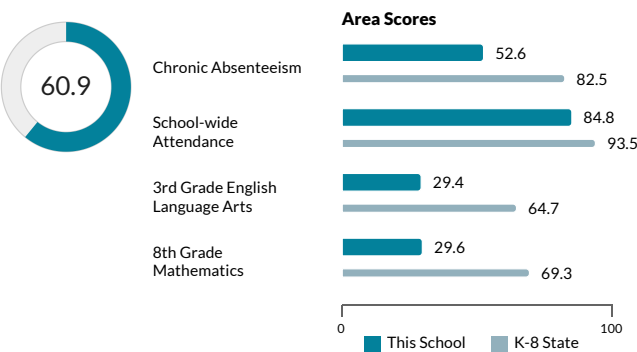 Area Scores
60.9
Chronic Absenteeism
52.6
82.5
School-wide
Attendance
84.8
93.5
3rd Grade English
Language Arts
29.4
64.7
8th Grade
Mathematics
29.6
69.3
0
100
This School
K-8 State